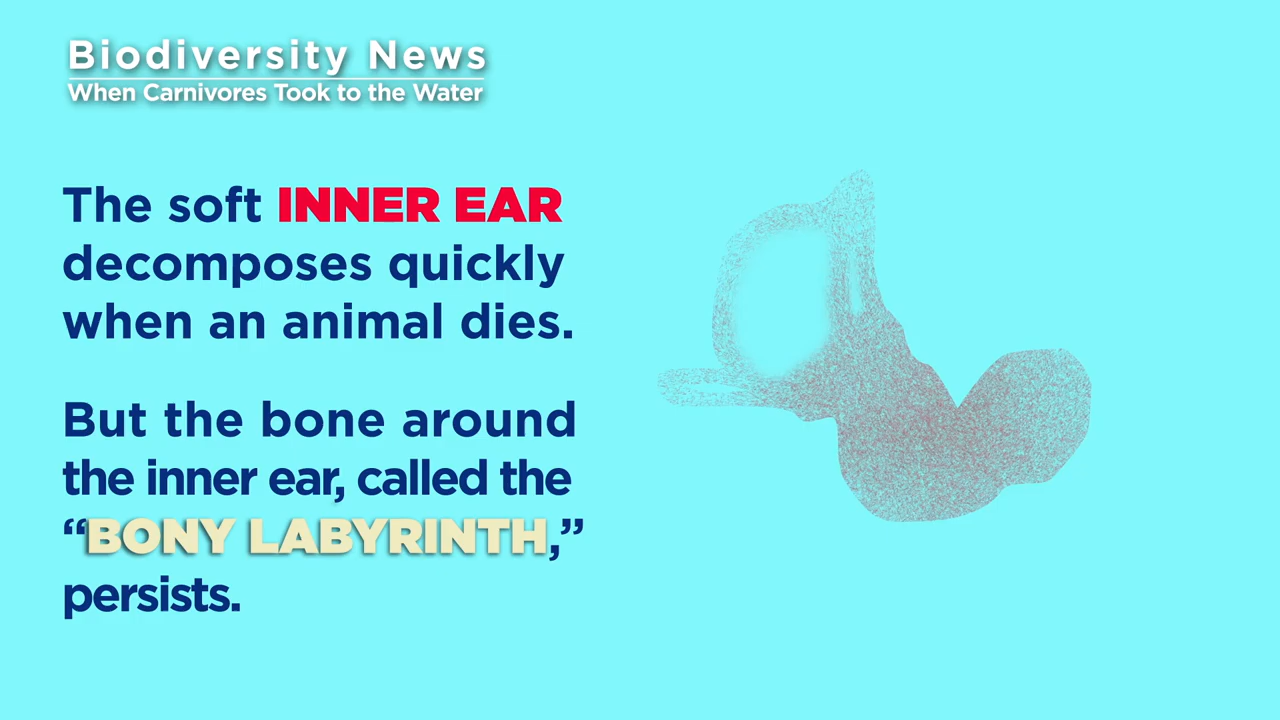 Biodiversity News
When Carnivores Took to the Water
The soft INNER EAR
decomposes quickly
when an animal dies.
But the bone around
the inner ear, called the
“BONY LABYRINTH,”
persists.